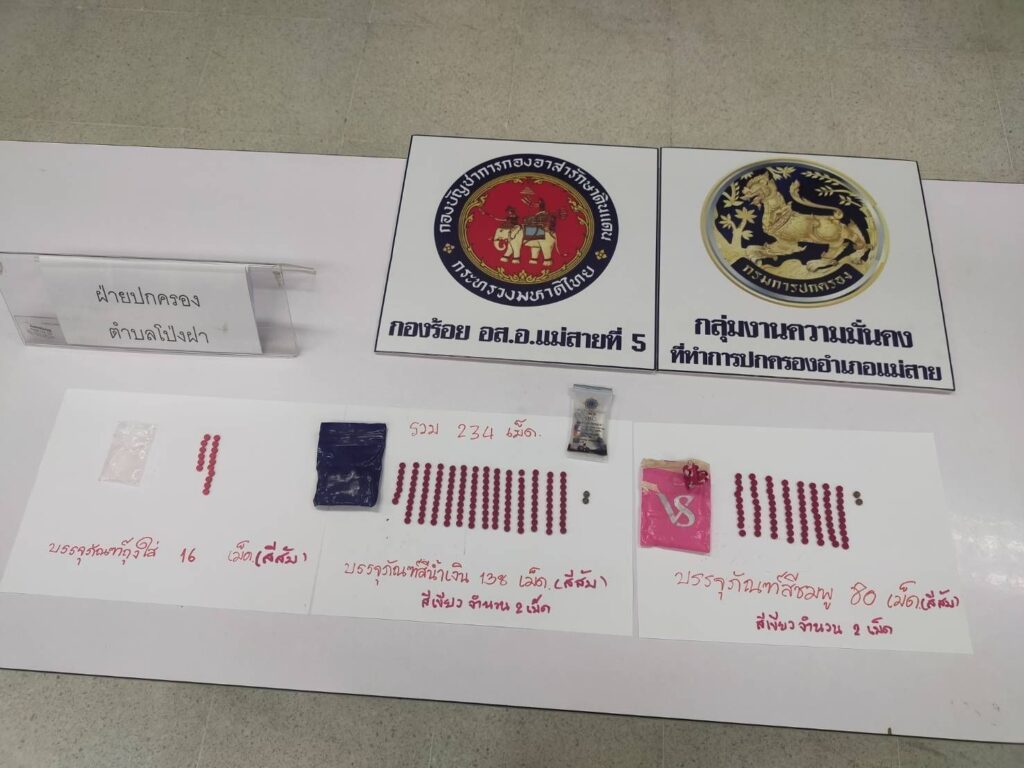 กองบัญชาการกองอาสารักษาดินแดน
กระทรวงมหาดไทย
กองร้อย อส.อ.แม่สายที่ 5
กรมการปกครอง
กลุ่มงานความมั่นคง
ที่ทำการปกครองอำเภอแม่สาย
ฝ่ายปกครอง
ตำบลโป่งผา
รวม 234 เม็ด.
VS
บรรจุภัณฑ์ถุงใส 16 เม็ด.(สีส้ม)
บรรจุภัณฑ์สีน้ำเงิน 138 เม็ด.(สีส้ม)
สีเขียว จำนวน 2 เม็ด
บรรจุภัณฑ์สีชมพู 80 เม็ด(สีส้ม)
สีเขียว จำนวน 2 เม็ด